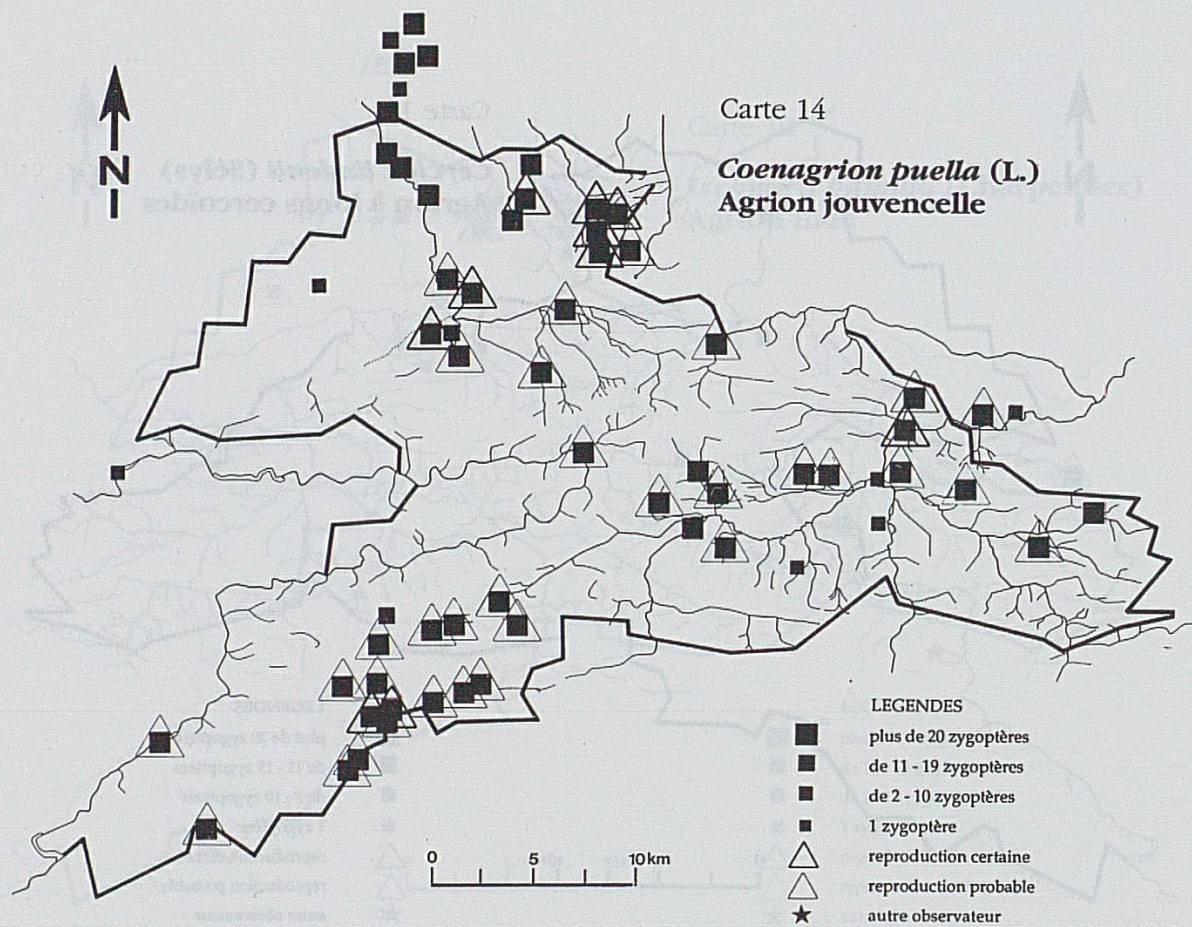 N
Carte 14
Coenagrion puella (L.)
Agrion jouvencelle
LEGENDES
plus de 20 zygoptères
de 11 - 19 zygoptères
de 2 - 10 zygoptères
1 zygoptère
reproduction certaine
reproduction probable
autre observateur
0 5 10km